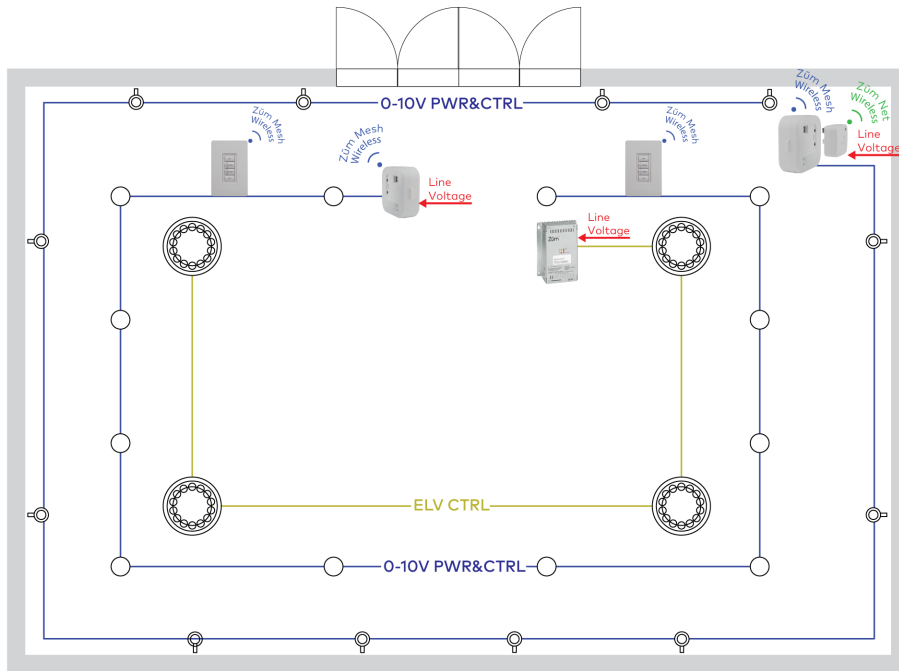 0-10V PWR&CTRL
Züm Mesh
Wireless
Züm Net
Wireless
Line
Voltage
Züm Mesh
Wireless
Züm Mesh
Wireless
Line
Voltage
Züm Mesh
Wireless
Line
Voltage
Züm
ELV CTRL
0-10V PWR&CTRL